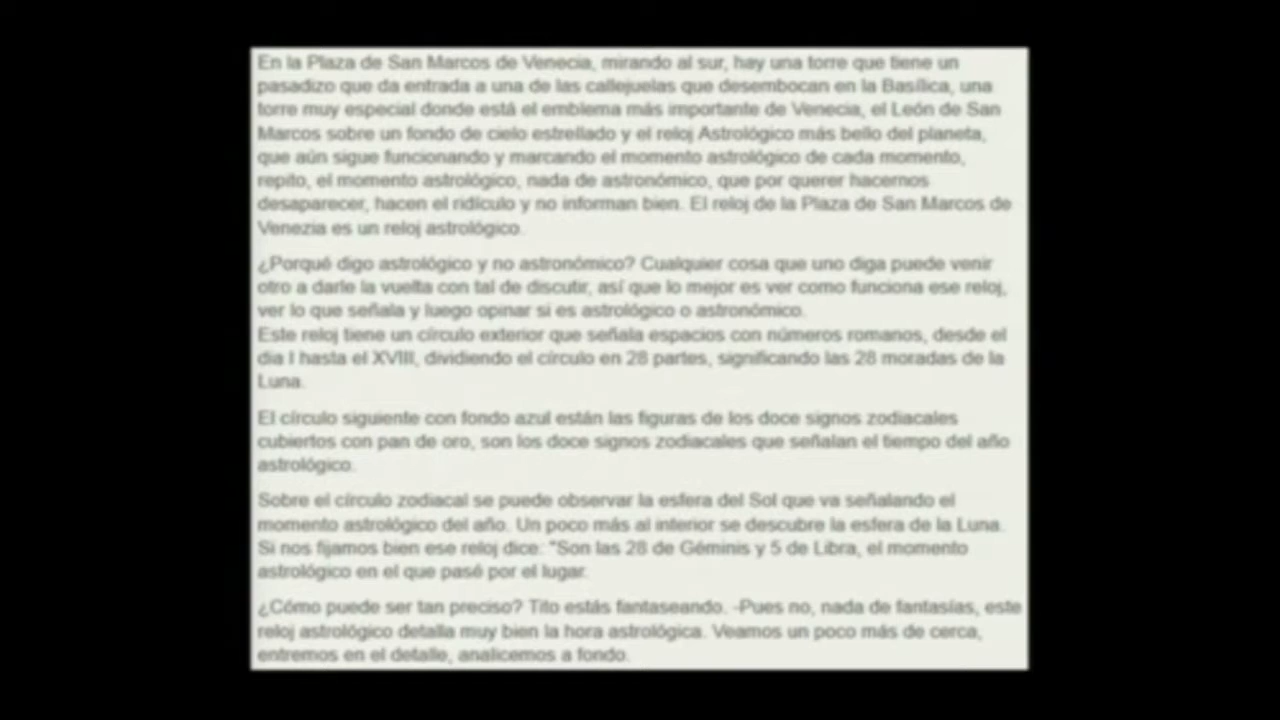 En la Plaza de San Marcos de Venecia, mirando al sur, hay una torre que tiene un
pasadizo que da entrada a una de las callejuelas que desembocan en la Basílica, una
torre muy especial donde está el emblema más importante de Venecia, el León de San
Marcos sobre un fondo de cielo estrellado y el reloj Astrológico más bello del planeta,
que aún sigue funcionando y marcando el momento astrológico de cada momento,
repito, el momento astrológico, nada de astronómico, que por querer hacernos
desaparecer, hacen el ridículo y no informan bien. El reloj de la Plaza de San Marcos de
Venezia es un reloj astrológico.
¿Porqué digo astrológico y no astronómico? Cualquier cosa que uno diga puede venir
otro a darle la vuelta con tal de discutir, así que lo mejor es ver como funciona ese reloj,
ver lo que señala y luego opinar si es astrológico o astronómico.
Este reloj tiene un círculo exterior que señala espacios con números romanos, desde el
dia I hasta el XVIII, dividiendo el círculo en 28 partes, significando las 28 moradas de la
Luna.
El círculo siguiente con fondo azul están las figuras de los doce signos zodiacales
cubiertos con pan de oro, son los doce signos zodiacales que señalan el tiempo del año
astrológico.
Sobre el círculo zodiacal se puede observar la esfera del Sol que va señalando el
momento astrológico del año. Un poco más al interior se descubre la esfera de la Luna.
Si nos fijamos bien ese reloj dice: "Son las 28 de Géminis y 5 de Libra, el momento
astrológico en el que pasé por el lugar.
¿Cómo puede ser tan preciso? Tito estás fantaseando. -Pues no, nada de fantasías, este
reloj astrológico detalla muy bien la hora astrológica. Veamos un poco más de cerca,
entremos en el detalle, analicemos a fondo.